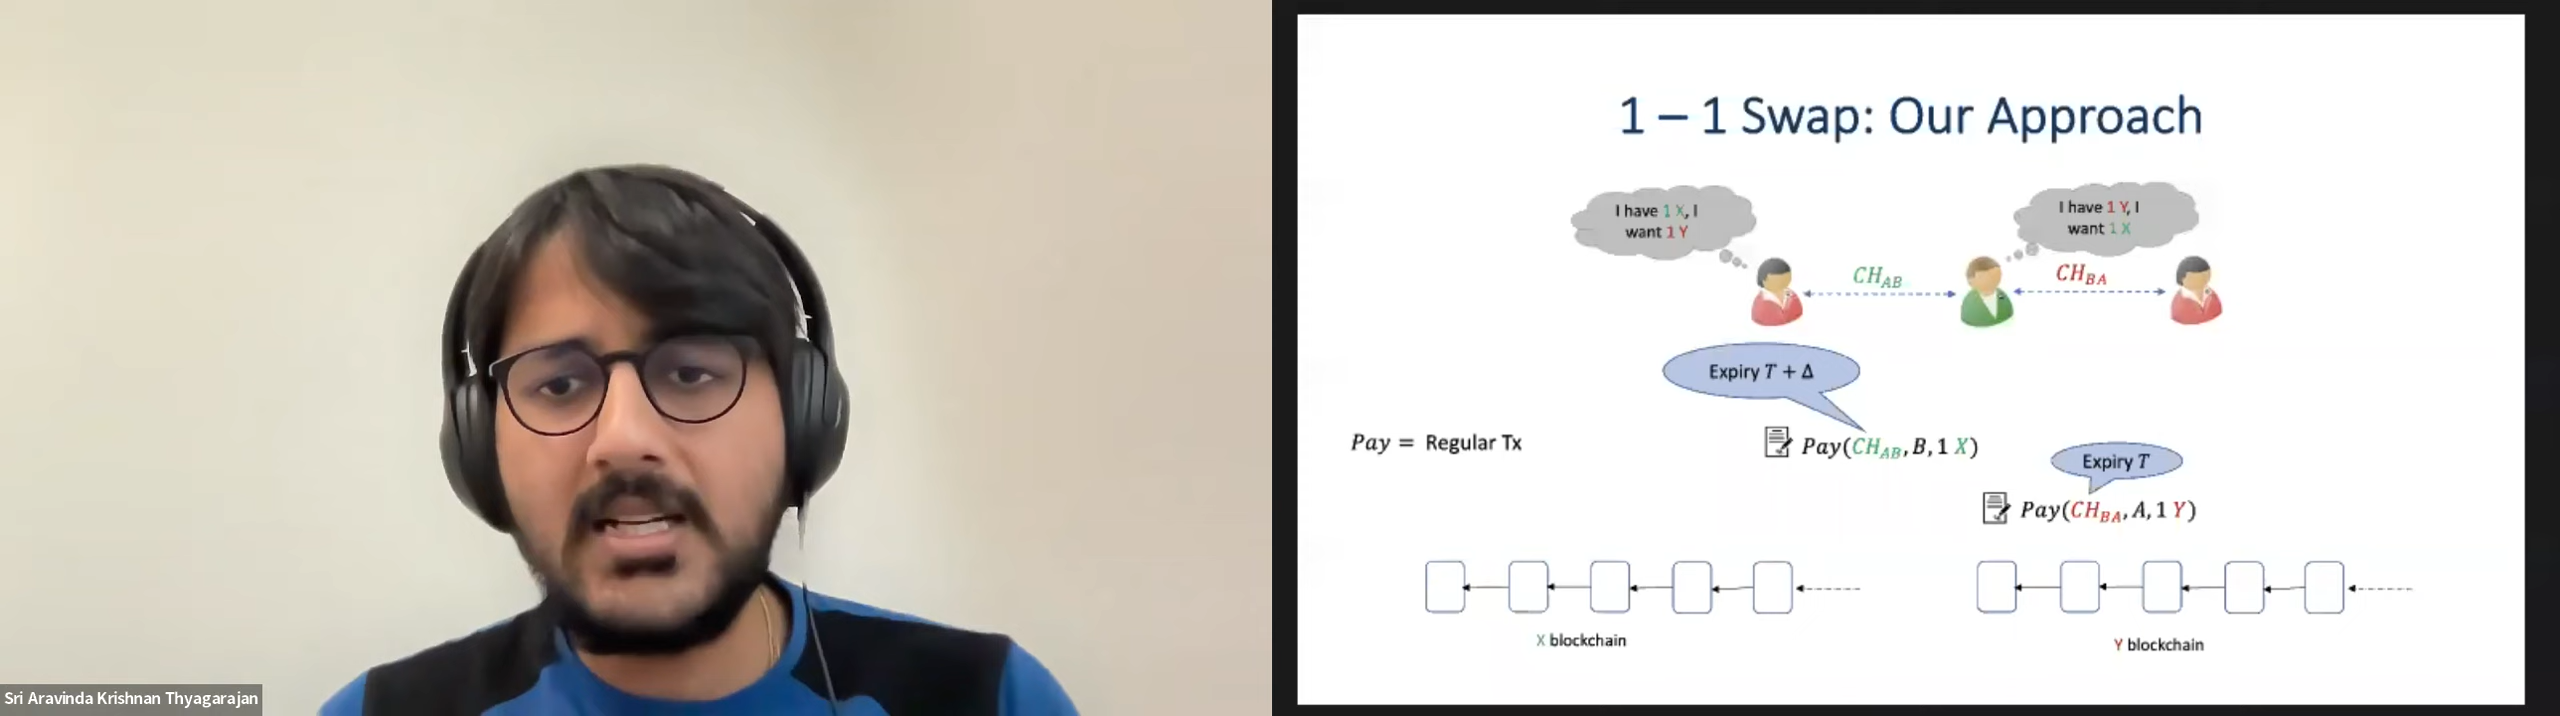 Sri Aravinda Krishnan Thyagarajan
1 – 1 Swap: Our Approach
I have 1 X, I
want 1 Y
I have 1 Y, I
want 1 X
CH_AB
CH_BA
Expiry T + Δ
Pay = Regular Tx
Pay(CH_AB, B, 1 X)
Expiry T
Pay(CH_BA, A, 1 Y)
X blockchain
Y blockchain